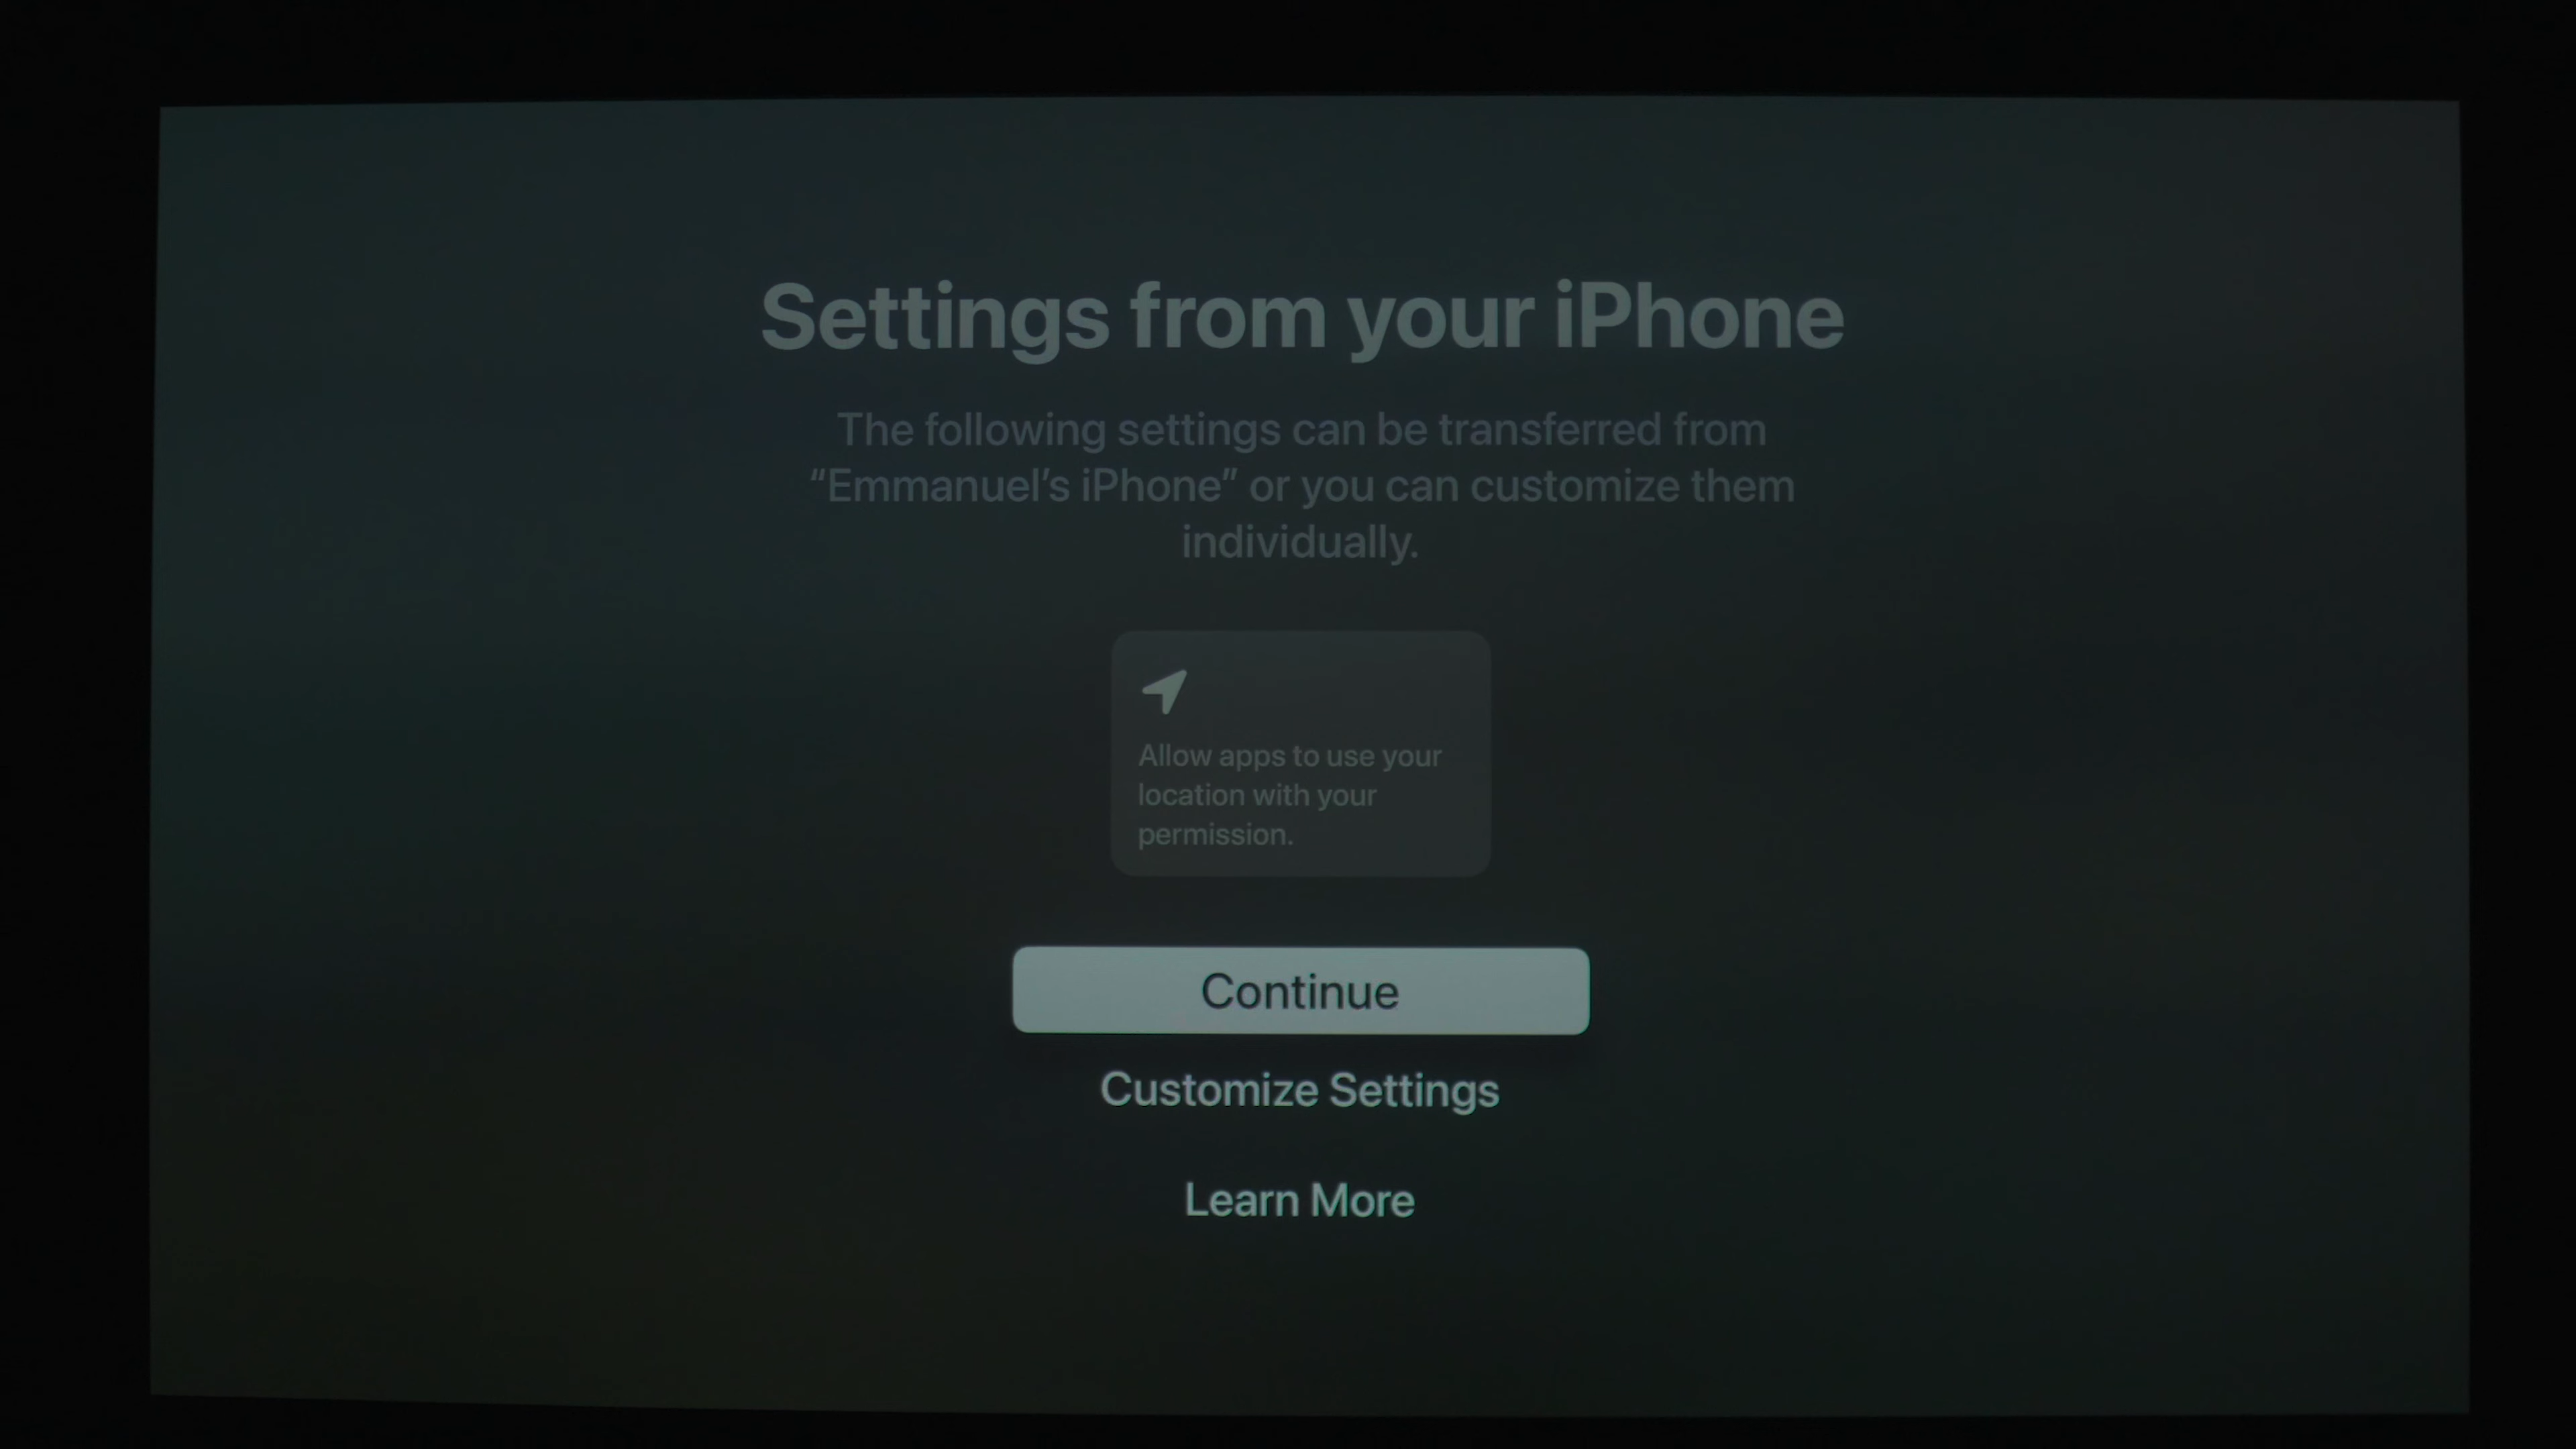 Settings from your iPhone
The following settings can be transferred from
“Emmanuel’s iPhone” or you can customize them
individually.
Allow apps to use your
location with your
permission.
Continue
Customize Settings
Learn More